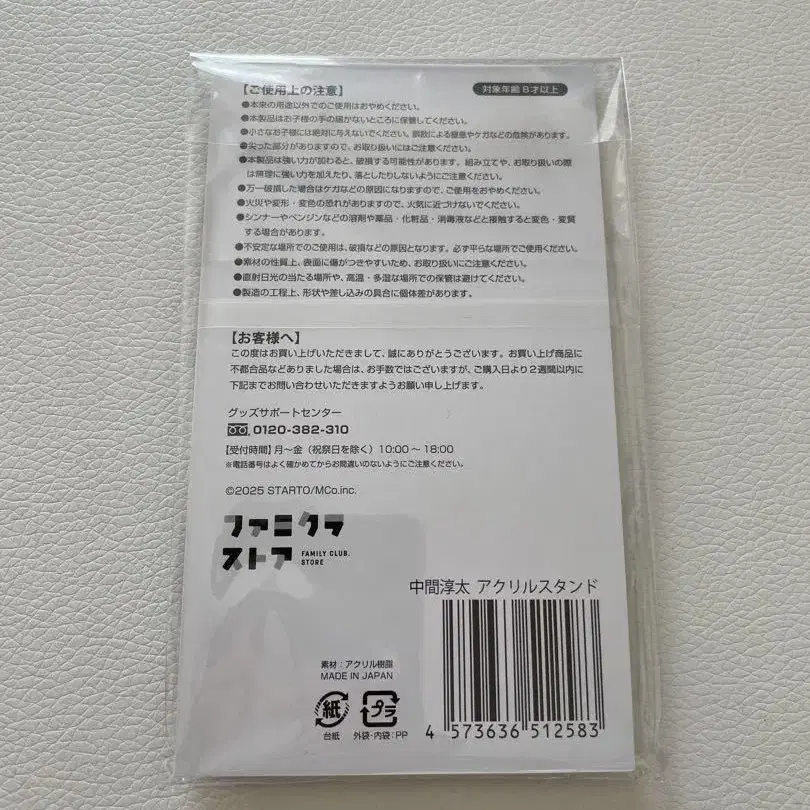 【ご使用上の注意】
対象年齢 8才以上
●本来の用途以外でのご使用はおやめください。
●本製品はお子様の手の届かないところに保管してください。
●小さなお子様には絶対に与えないでください。誤飲による窒息やケガなどの危険があります。
●尖った部分がありますので、お取り扱いにはご注意ください。
●本製品は強い力が加わると、破損する可能性があります。組み立てや、お取り扱いの際
は無理に強い力を加えたり、落としたりしないようにご注意ください。
●万一破損した場合はケガなどの原因になりますので、ご使用をおやめください。
●火災や変形・変色の恐れがありますので、火気に近づけないでください。
●シンナーやベンジンなどの溶剤や薬品・化粧品・消毒液などと接触すると変色・変質
する場合があります。
●不安定な場所でのご使用は、破損などの原因となります。必ず平らな場所でご使用ください。
●素材の性質上、表面に傷がつきやすいため、お取り扱いにご注意ください。
●直射日光の当たる場所や、高温・多湿な場所での保管は避けてください。
●製造の工程上、形状や差し込みの具合に個体差があります。
【お客様へ】
この度はお買い上げいただきまして、誠にありがとうございます。お買い上げ商品に
不都合品などありました場合は、お手数ではございますが、ご購入日より2週間以内に
下記までお問い合わせいただきますようお願い申し上げます。
グッズサポートセンター
0120-382-310
【受付時間】月～金（祝祭日を除く）10:00～18:00
※電話番号はよく確かめてからお間違いのないようにご注意ください。
©2025 STARTO/MCo.inc.
ファミクラ
ストア FAMILY CLUB.
STORE
中間淳太 アクリルスタンド
素材：アクリル樹脂
MADE IN JAPAN
紙 プラ
台紙 外袋・内袋：PP
4 573636 512583